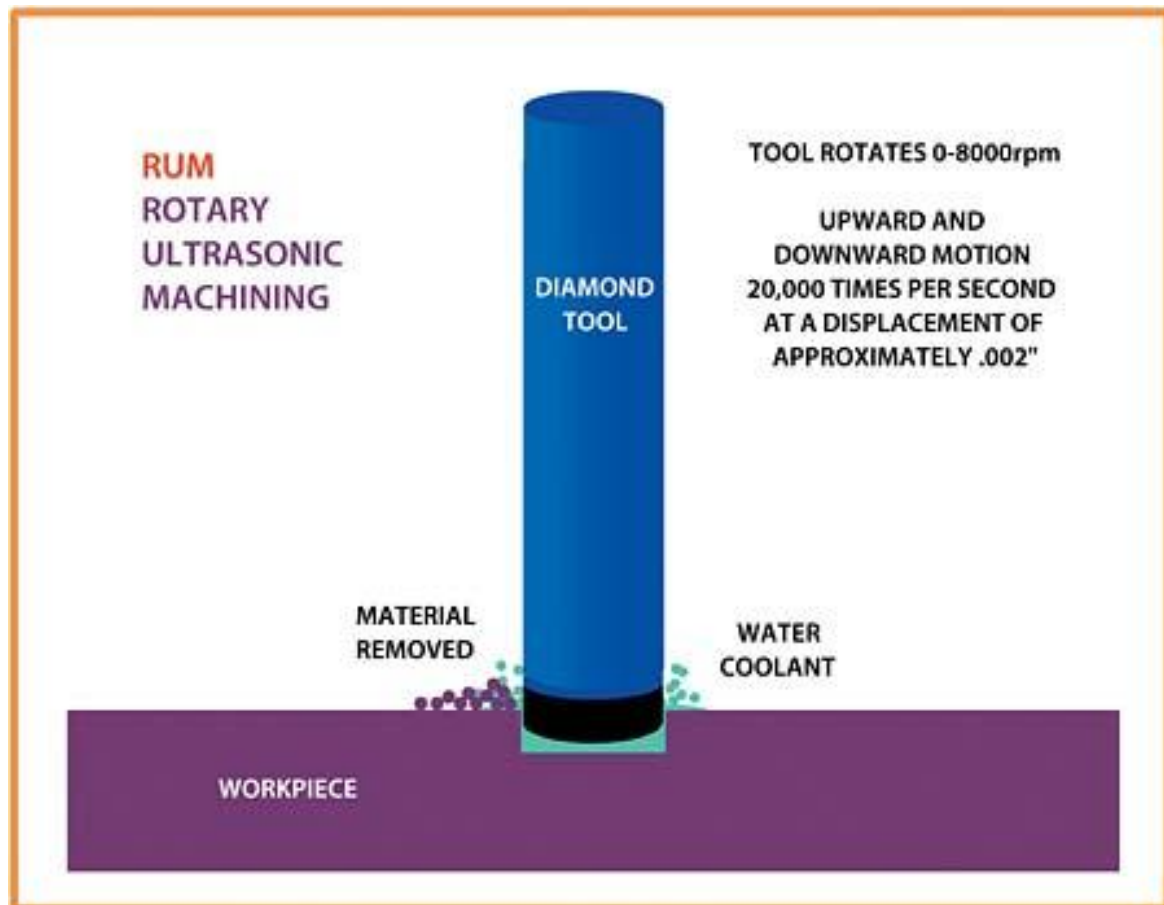 RUM
ROTARY
ULTRASONIC
MACHINING
TOOL ROTATES 0-8000rpm
UPWARD AND
DOWNWARD MOTION
20,000 TIMES PER SECOND
AT A DISPLACEMENT OF
APPROXIMATELY .002"
DIAMOND
TOOL
MATERIAL
REMOVED
WATER
COOLANT
WORKPIECE